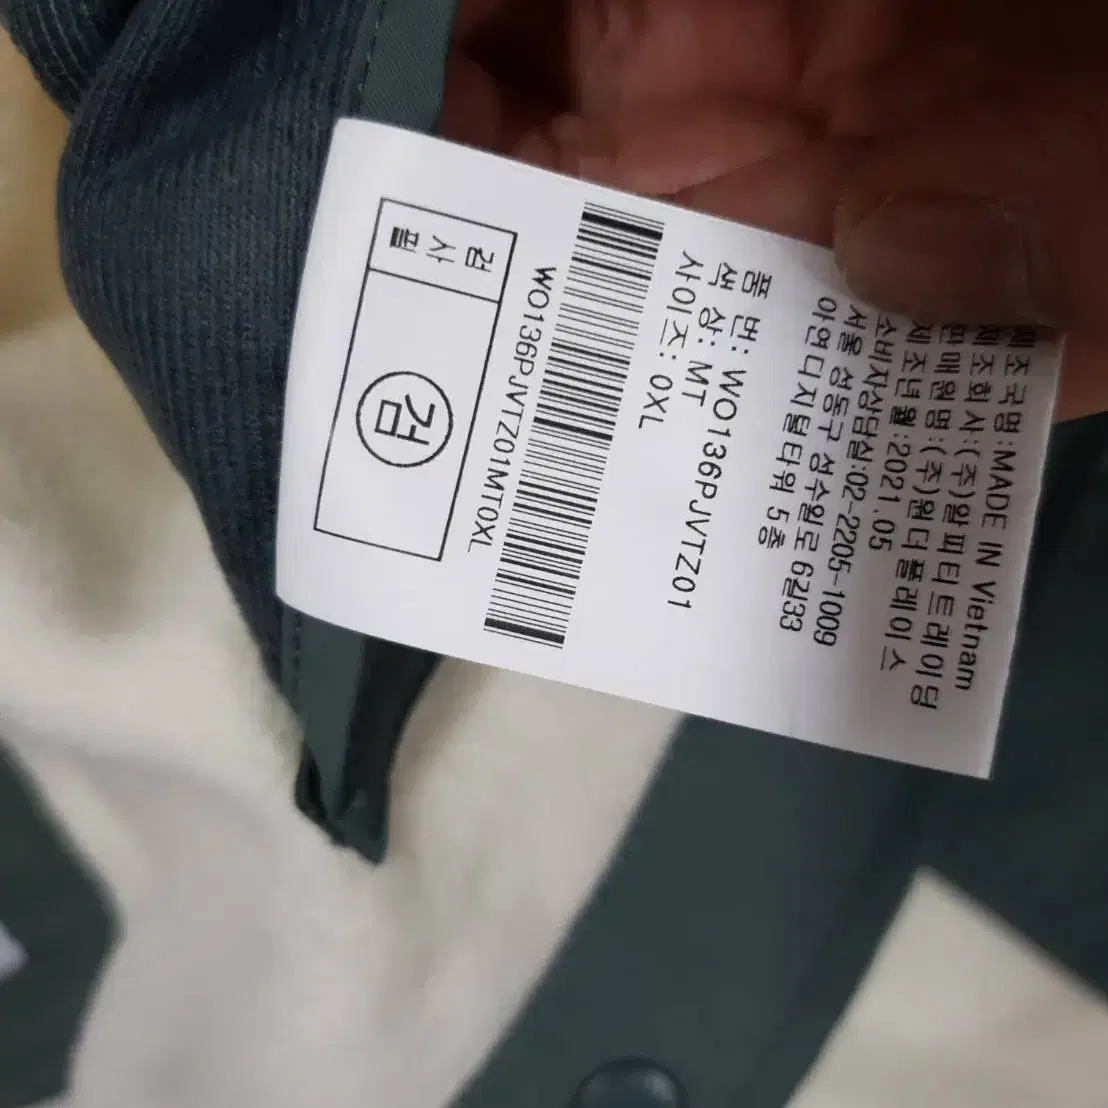 제조국명:MADE IN Vietnam
제조회사:(주)알피티트레이딩
판매원명:(주)원더플레이스
제조년월:2021.05
소비자상담실:02-2205-1009
서울 성동구 성수일로 6길33
아연디지털타워 5층
품 번: WO136PJVTZ01
색 상: MT
사이즈: 0XL
WO136PJVTZ01MT0XL
검사필
검